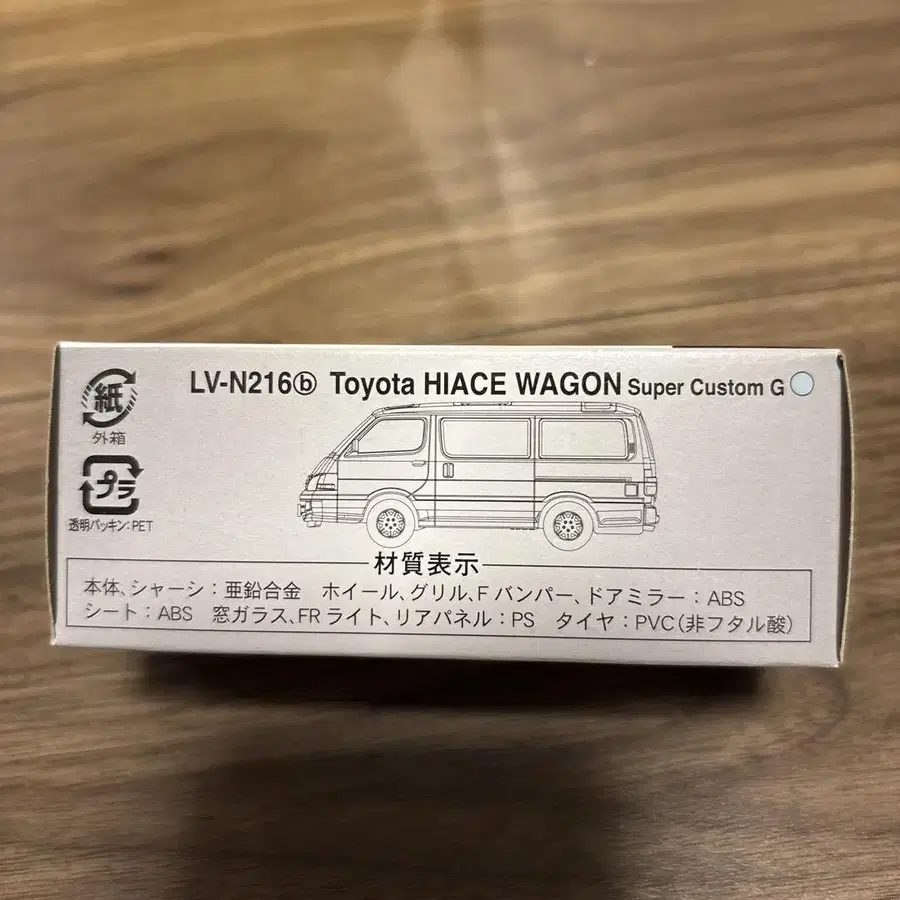 LV-N216ⓑ Toyota HIACE WAGON Super Custom G
紙
外箱
プラ
透明パッキン:PET
材質表示
本体、シャーシ:亜鉛合金 ホイール、グリル、Fバンパー、ドアミラー:ABS
シート:ABS 窓ガラス、FRライト、リアパネル:PS タイヤ:PVC(非フタル酸)